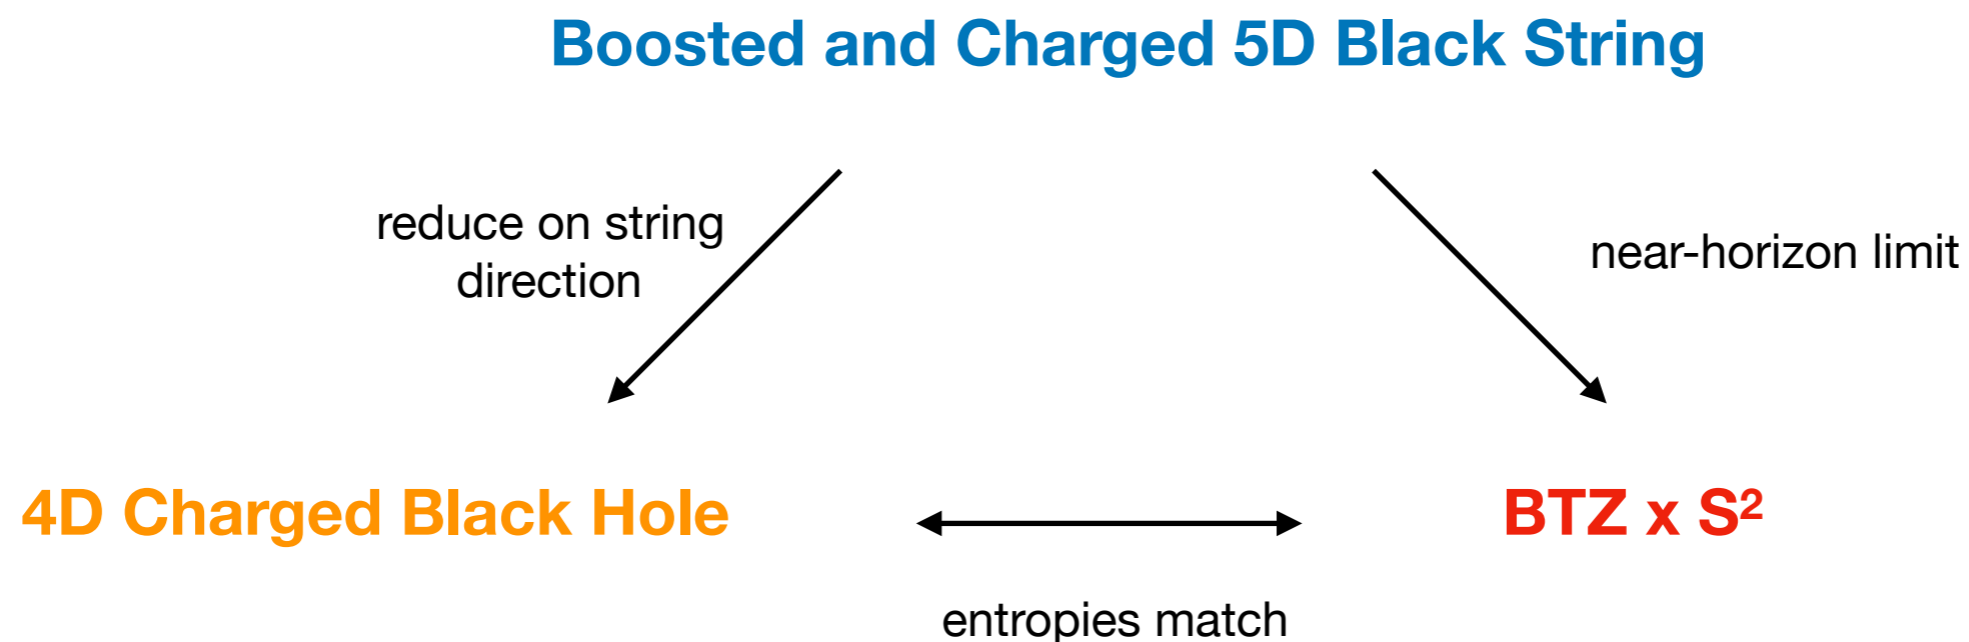 Boosted and Charged 5D Black String
reduce on string
direction
near-horizon limit
4D Charged Black Hole
BTZ x S²
entropies match